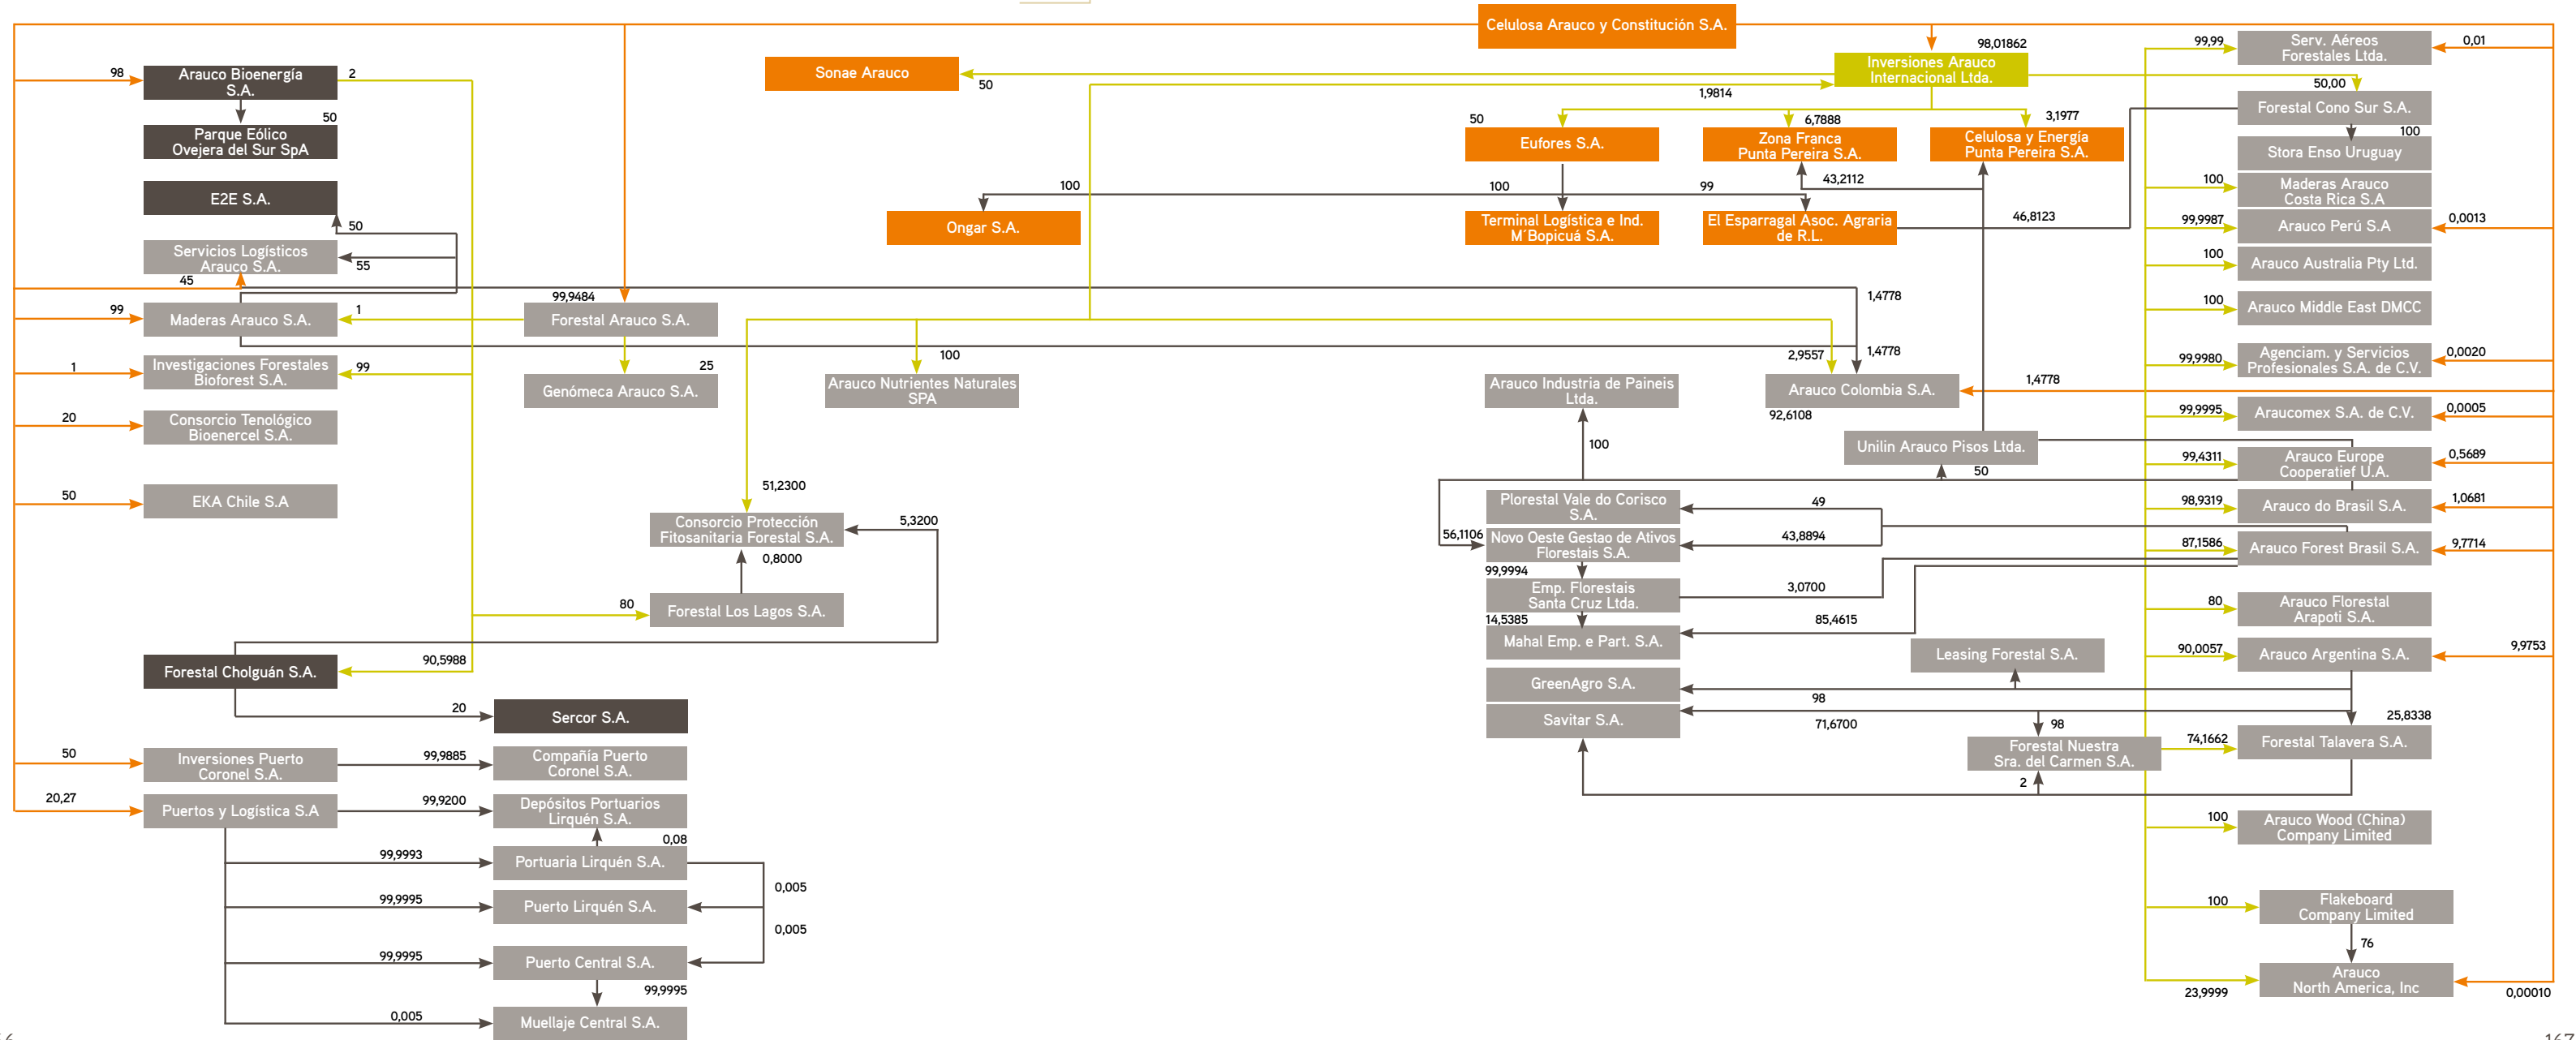 Celulosa Arauco y Constitución S.A.
98,01862
Inversiones Arauco
Internacional Ltda.
Sonae Arauco
50
1,9814
98
Arauco Bioenergía
S.A.
2
50
Parque Eólico
Ovejera del Sur SpA
E2E S.A.
50
Servicios Logísticos
Arauco S.A.
55
45
99
Maderas Arauco S.A.
1
99,9484
Forestal Arauco S.A.
1
Investigaciones Forestales
Bioforest S.A.
99
25
Genómeca Arauco S.A.
100
Arauco Nutrientes Naturales
SPA
20
Consorcio Tenológico
Bioenercel S.A.
50
EKA Chile S.A
51,2300
Consorcio Protección
Fitosanitaria Forestal S.A.
5,3200
0,8000
80
Forestal Los Lagos S.A.
Forestal Cholguán S.A.
90,5988
20
Sercor S.A.
50
Inversiones Puerto
Coronel S.A.
99,9885
Compañía Puerto
Coronel S.A.
20,27
Puertos y Logística S.A
99,9200
Depósitos Portuarios
Lirquén S.A.
0,08
99,9993
Portuaria Lirquén S.A.
0,005
99,9995
Puerto Lirquén S.A.
0,005
99,9995
Puerto Central S.A.
99,9995
0,005
Muellaje Central S.A.
50
Eufores S.A.
6,7888
Zona Franca
Punta Pereira S.A.
3,1977
Celulosa y Energía
Punta Pereira S.A.
100
100
99
43,2112
46,8123
Ongar S.A.
Terminal Logística e Ind.
M´Bopicuá S.A.
El Esparragal Asoc. Agraria
de R.L.
1,4778
2,9557
1,4778
Arauco Industria de Paineis
Ltda.
Arauco Colombia S.A.
1,4778
92,6108
100
Unilin Arauco Pisos Ltda.
50
Plorestal Vale do Corisco
S.A.
49
56,1106
Novo Oeste Gestao de Ativos
Florestais S.A.
43,8894
99,9994
Emp. Florestais
Santa Cruz Ltda.
3,0700
14,5385
Mahal Emp. e Part. S.A.
85,4615
Leasing Forestal S.A.
GreenAgro S.A.
98
Savitar S.A.
71,6700
98
Forestal Nuestra
Sra. del Carmen S.A.
74,1662
2
99,99
Serv. Aéreos
Forestales Ltda.
0,01
50,00
Forestal Cono Sur S.A.
100
Stora Enso Uruguay
100
Maderas Arauco
Costa Rica S.A
99,9987
Arauco Perú S.A
0,0013
100
Arauco Australia Pty Ltd.
100
Arauco Middle East DMCC
99,9980
Agenciam. y Servicios
Profesionales S.A. de C.V.
0,0020
99,9995
Araucomex S.A. de C.V.
0,0005
99,4311
Arauco Europe
Cooperatief U.A.
0,5689
98,9319
Arauco do Brasil S.A.
1,0681
87,1586
Arauco Forest Brasil S.A.
9,7714
80
Arauco Florestal
Arapoti S.A.
90,0057
Arauco Argentina S.A.
9,9753
25,8338
Forestal Talavera S.A.
100
Arauco Wood (China)
Company Limited
100
Flakeboard
Company Limited
76
Arauco
North America, Inc
23,9999
0,00010